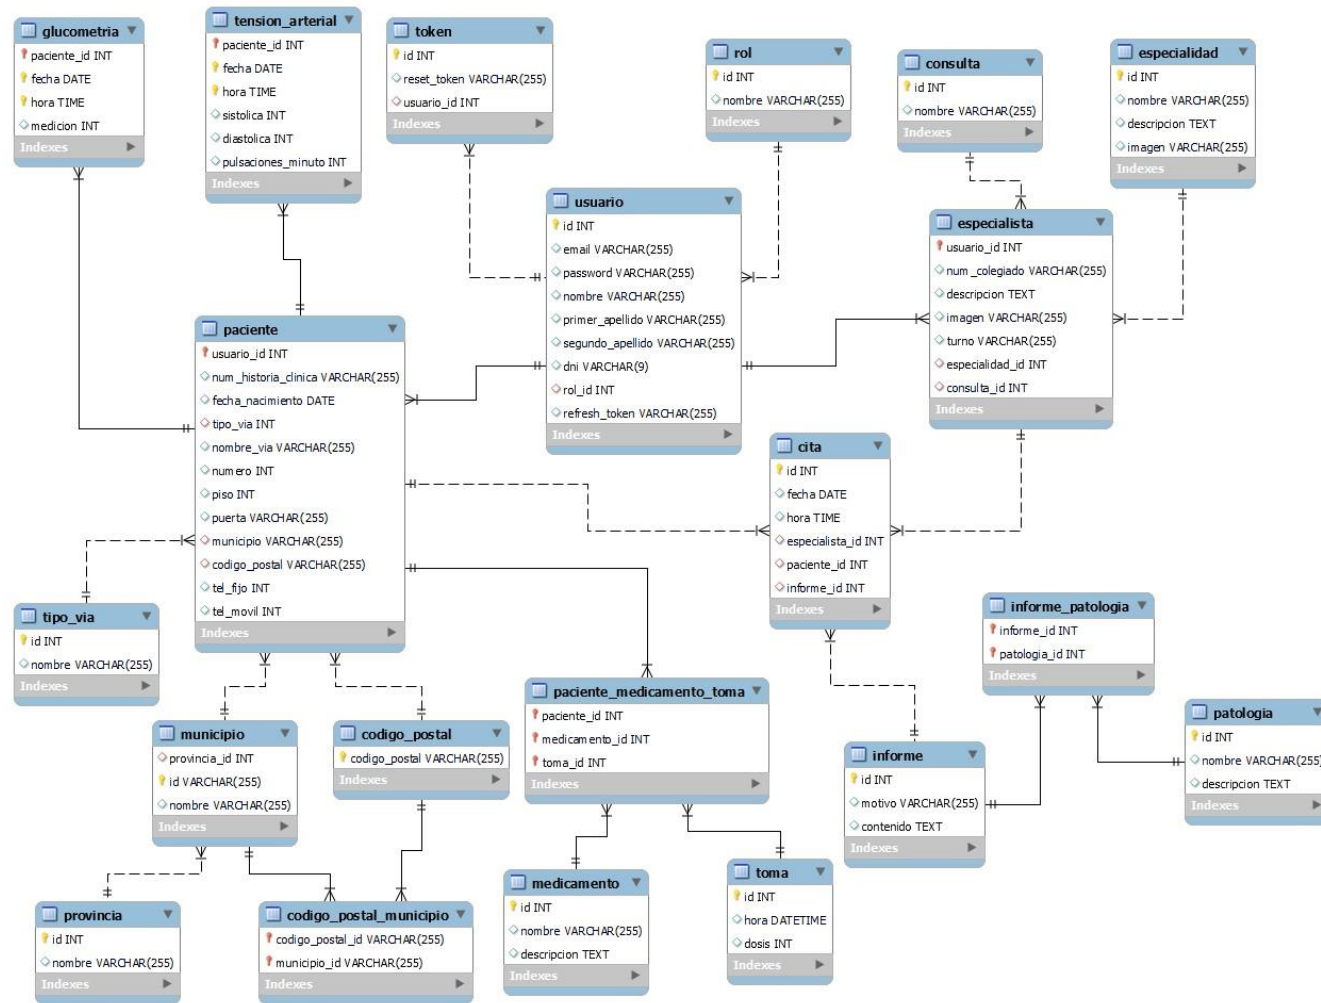 glucometria
paciente_id INT
fecha DATE
hora TIME
medicion INT
Indexes
tension_arterial
paciente_id INT
fecha DATE
hora TIME
sistolica INT
diastolica INT
pulsaciones_minuto INT
Indexes
token
id INT
reset_token VARCHAR(255)
usuario_id INT
Indexes
rol
id INT
nombre VARCHAR(255)
Indexes
consulta
id INT
nombre VARCHAR(255)
Indexes
especialidad
id INT
nombre VARCHAR(255)
descripcion TEXT
imagen VARCHAR(255)
Indexes
usuario
id INT
email VARCHAR(255)
password VARCHAR(255)
nombre VARCHAR(255)
primer_apellido VARCHAR(255)
segundo_apellido VARCHAR(255)
dni VARCHAR(9)
rol_id INT
refresh_token VARCHAR(255)
Indexes
especialista
usuario_id INT
num_colegiado VARCHAR(255)
descripcion TEXT
imagen VARCHAR(255)
turno VARCHAR(255)
especialidad_id INT
consulta_id INT
Indexes
paciente
usuario_id INT
num_historia_clinica VARCHAR(255)
fecha_nacimiento DATE
tipo_via INT
nombre_via VARCHAR(255)
numero INT
piso INT
puerta VARCHAR(255)
municipio VARCHAR(255)
codigo_postal VARCHAR(255)
tel_fijo INT
tel_movil INT
Indexes
cita
id INT
fecha DATE
hora TIME
especialista_id INT
paciente_id INT
informe_id INT
Indexes
tipo_via
id INT
nombre VARCHAR(255)
Indexes
informe_patologia
informe_id INT
patologia_id INT
Indexes
paciente_medicamento_toma
paciente_id INT
medicamento_id INT
toma_id INT
Indexes
patologia
id INT
nombre VARCHAR(255)
descripcion TEXT
Indexes
municipio
provincia_id INT
id VARCHAR(255)
nombre VARCHAR(255)
Indexes
codigo_postal
codigo_postal VARCHAR(255)
Indexes
informe
id INT
motivo VARCHAR(255)
contenido TEXT
Indexes
provincia
id INT
nombre VARCHAR(255)
Indexes
codigo_postal_municipio
codigo_postal_id VARCHAR(255)
municipio_id VARCHAR(255)
Indexes
medicamento
id INT
nombre VARCHAR(255)
descripcion TEXT
Indexes
toma
id INT
hora DATETIME
dosis INT
Indexes